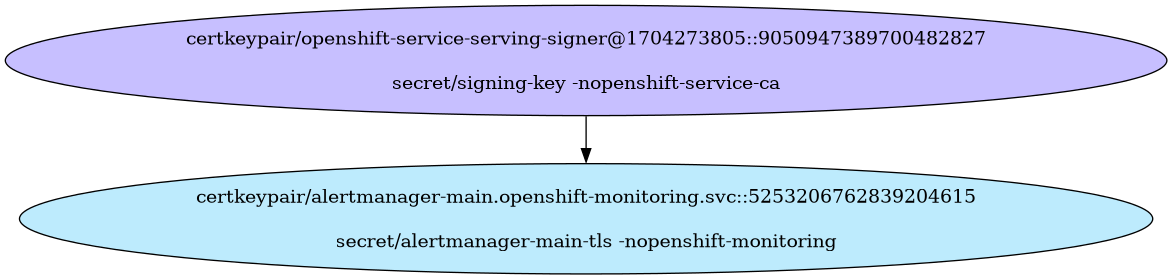 certkeypair/openshift-service-serving-signer@1704273805::9050947389700482827
secret/signing-key -nopenshift-service-ca
certkeypair/alertmanager-main.openshift-monitoring.svc::5253206762839204615
secret/alertmanager-main-tls -nopenshift-monitoring